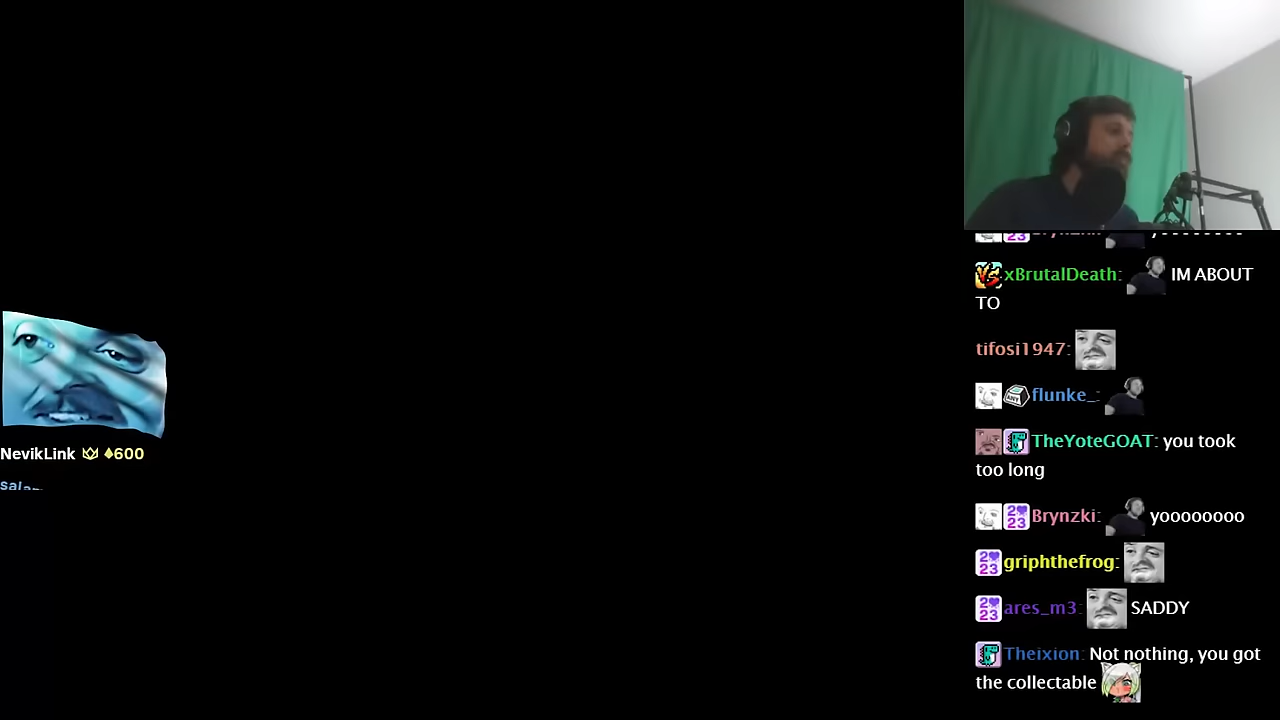 xBrutalDeath: IM ABOUT
TO
tifosi1947:
flunke_:
TheYoteGOAT: you took
too long
Brynzki: yoooooooo
griphthefrog:
ares_m3: SADDY
Theixion: Not nothing, you got
the collectable
NevikLink 600